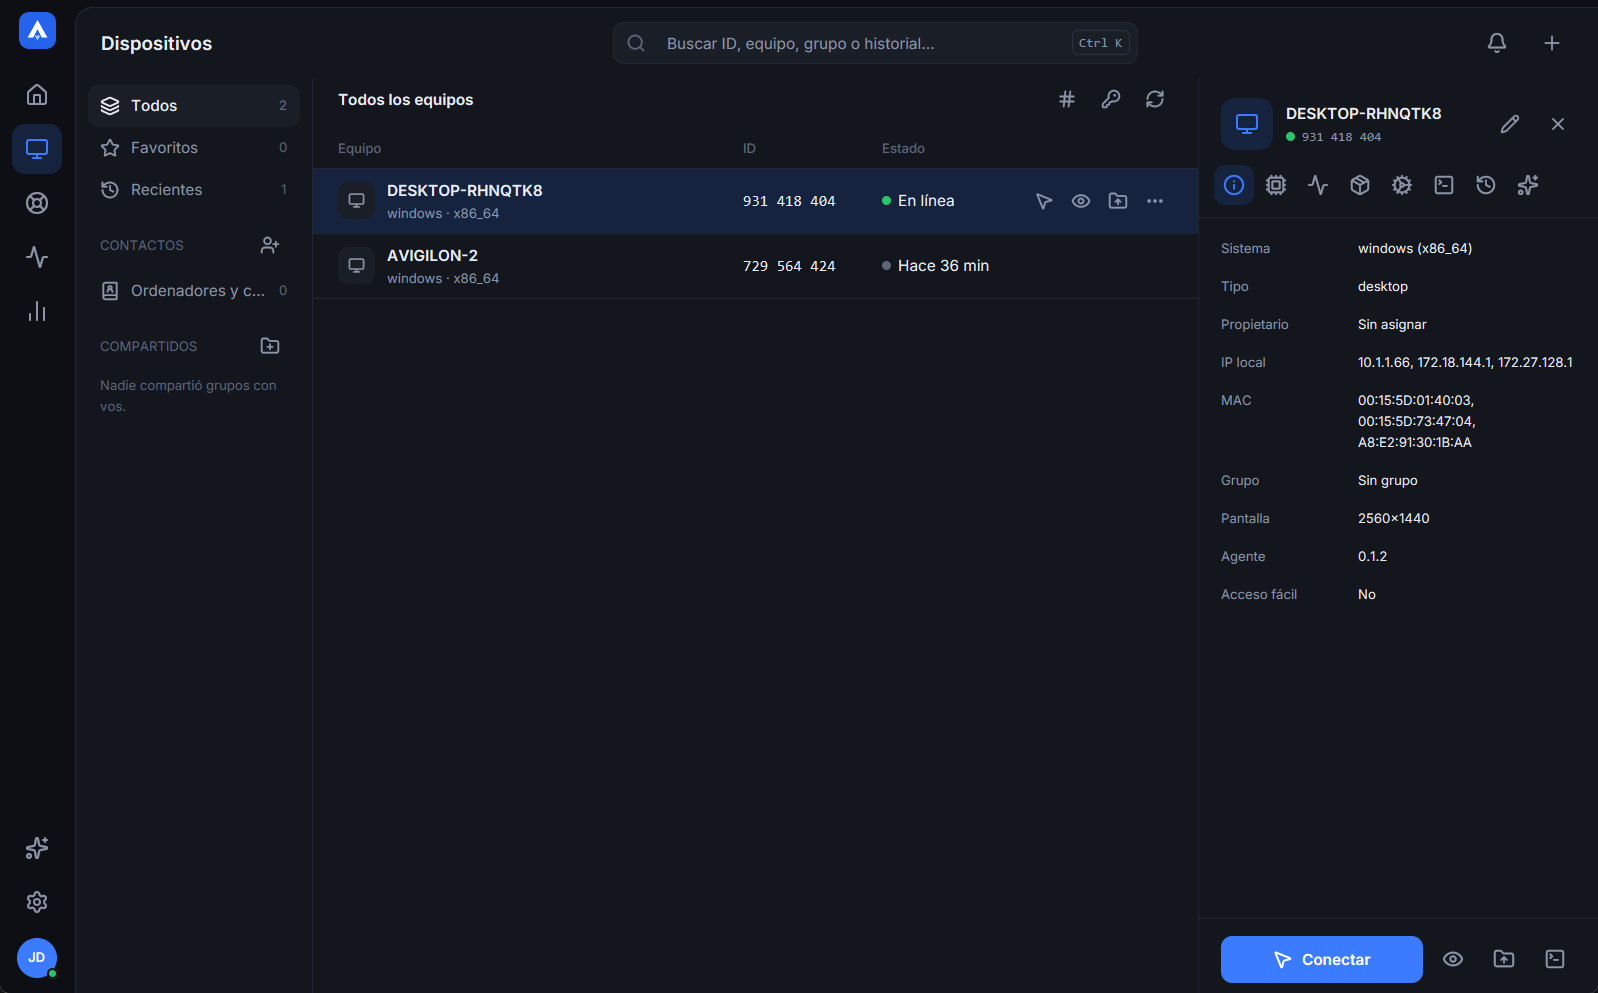 Dispositivos
Buscar ID, equipo, grupo o historial...
Ctrl K
Todos
2
Favoritos
0
Recientes
1
CONTACTOS
Ordenadores y c...
0
COMPARTIDOS
Nadie compartió grupos con
vos.
Todos los equipos
Equipo
ID
Estado
DESKTOP-RHNQTK8
windows · x86_64
931 418 404
En línea
AVIGILON-2
windows · x86_64
729 564 424
Hace 36 min
DESKTOP-RHNQTK8
931 418 404
Sistema
windows (x86_64)
Tipo
desktop
Propietario
Sin asignar
IP local
10.1.1.66, 172.18.144.1, 172.27.128.1
MAC
00:15:5D:01:40:03,
00:15:5D:73:47:04,
A8:E2:91:30:1B:AA
Grupo
Sin grupo
Pantalla
2560×1440
Agente
0.1.2
Acceso fácil
No
Conectar
JD